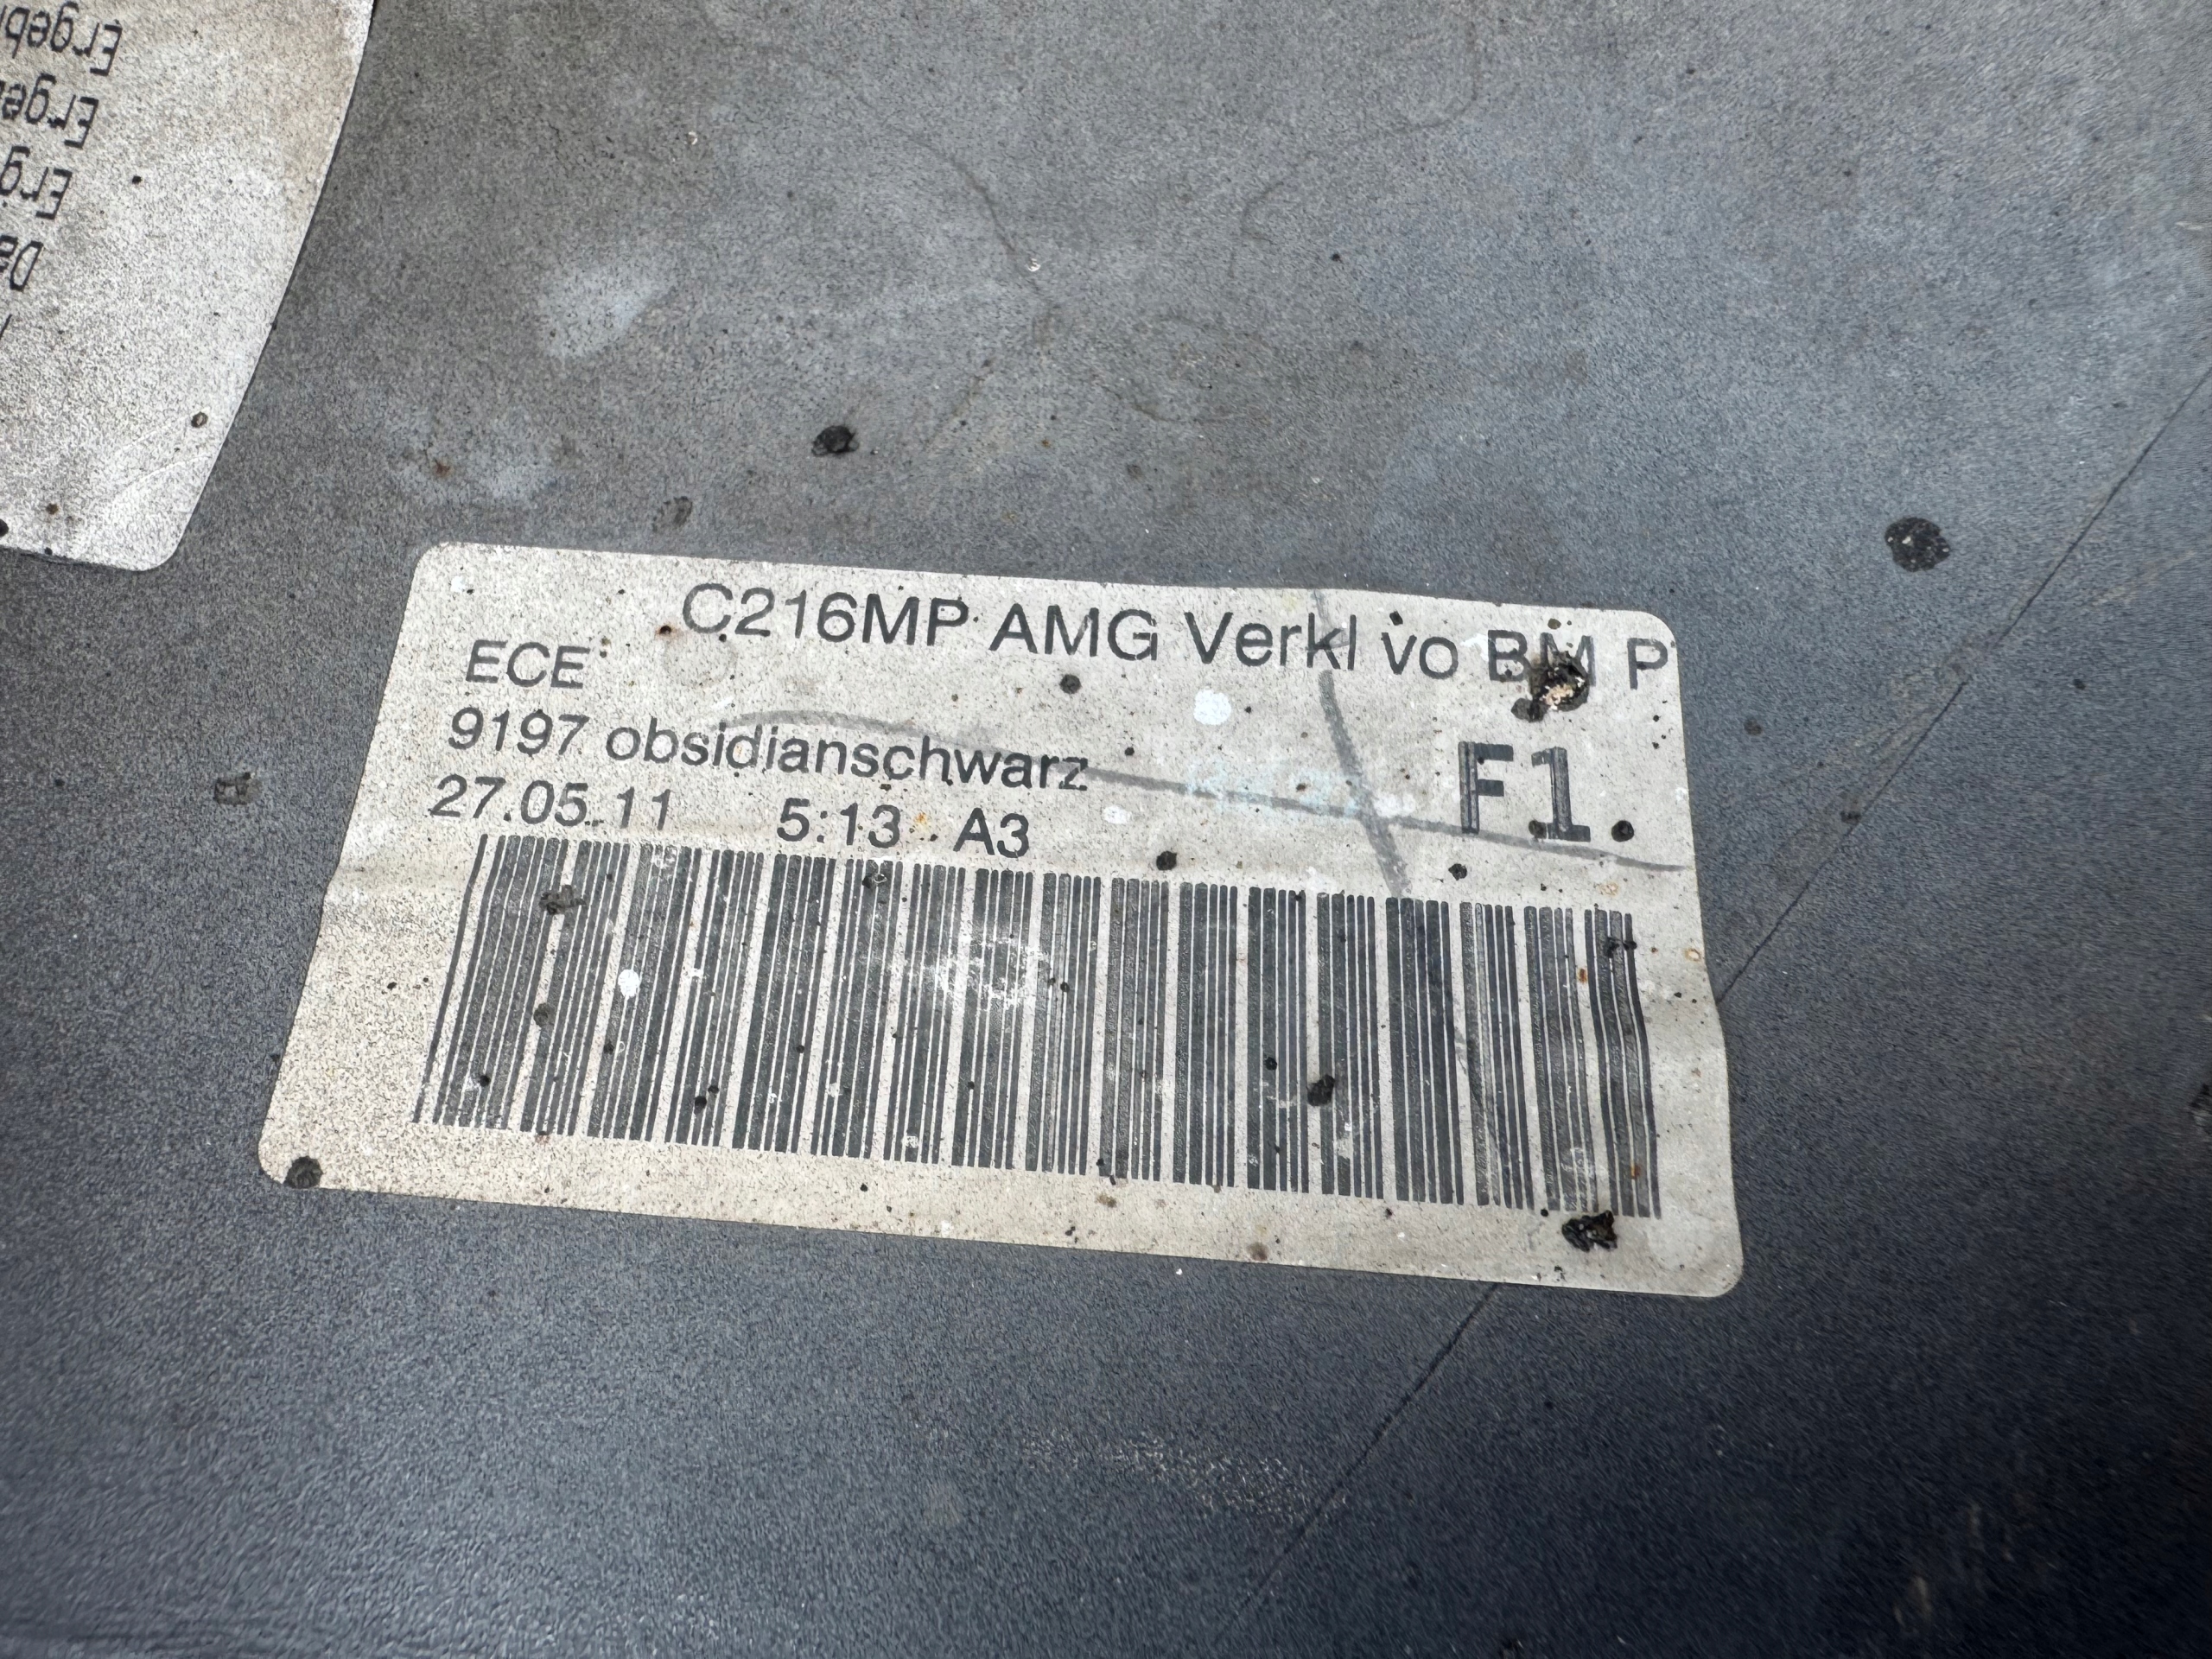 C216MP AMG Verkl vo BM P
ECE
9197 obsidianschwarz
27.05.11 5:13 A3
F1.